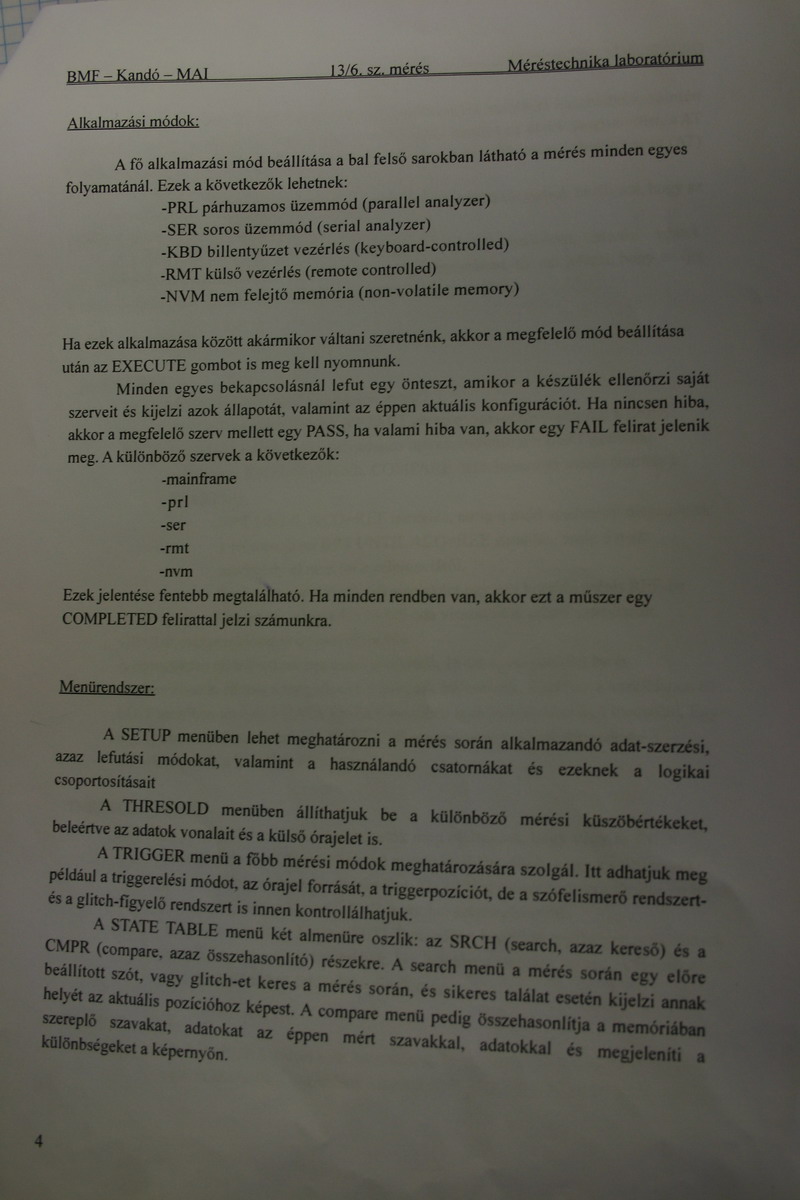 BMF – Kandó – MAI 13/6. sz. mérés Méréstechnika laboratórium
Alkalmazási módok:
A fő alkalmazási mód beállítása a bal felső sarokban látható a mérés minden egyes
folyamatánál. Ezek a következők lehetnek:
-PRL párhuzamos üzemmód (parallel analyzer)
-SER soros üzemmód (serial analyzer)
-KBD billentyűzet vezérlés (keyboard-controlled)
-RMT külső vezérlés (remote controlled)
-NVM nem felejtő memória (non-volatile memory)
Ha ezek alkalmazása között akármikor váltani szeretnénk, akkor a megfelelő mód beállítása
után az EXECUTE gombot is meg kell nyomnunk.
Minden egyes bekapcsolásnál lefut egy önteszt, amikor a készülék ellenőrzi saját
szerveit és kijelzi azok állapotát, valamint az éppen aktuális konfigurációt. Ha nincsen hiba,
akkor a megfelelő szerv mellett egy PASS, ha valami hiba van, akkor egy FAIL felirat jelenik
meg. A különböző szervek a következők:
-mainframe
-prl
-ser
-rmt
-nvm
Ezek jelentése fentebb megtalálható. Ha minden rendben van, akkor ezt a műszer egy
COMPLETED felirattal jelzi számunkra.
Menürendszer:
A SETUP menüben lehet meghatározni a mérés során alkalmazandó adat-szerzési,
azaz lefutási módokat, valamint a használandó csatornákat és ezeknek a logikai
csoportosításait
A THRESOLD menüben állíthatjuk be a különböző mérési küszöbértékeket,
beleértve az adatok vonalait és a külső órajelet is.
A TRIGGER menü a főbb mérési módok meghatározására szolgál. Itt adhatjuk meg
például a triggerelési módot, az órajel forrását, a triggerpozíciót, de a szófelismerő rendszert-
és a glitch-figyelő rendszert is innen kontrollálhatjuk.
A STATE TABLE menü két almenüre oszlik: az SRCH (search, azaz kereső) és a
CMPR (compare, azaz összehasonlító) részekre. A search menü a mérés során egy előre
beállított szót, vagy glitch-et keres a mérés során, és sikeres találat esetén kijelzi annak
helyét az aktuális pozícióhoz képest. A compare menü pedig összehasonlítja a memóriában
szereplő szavakat, adatokat az éppen mért szavakkal, adatokkal és megjeleníti a
különbségeket a képernyőn.
4